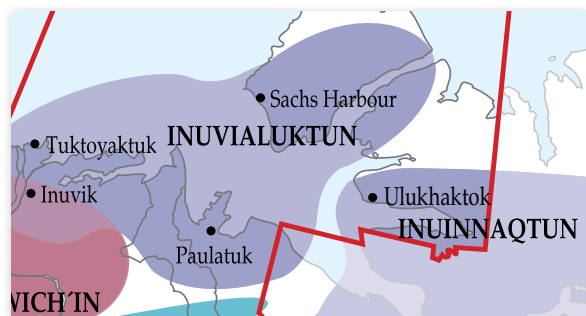 Sachs Harbour
INUVIALUKTUN
Tuktoyaktuk
Inuvik
Ulukhaktok
INUINNAQTUN
Paulatuk
WICH´IN